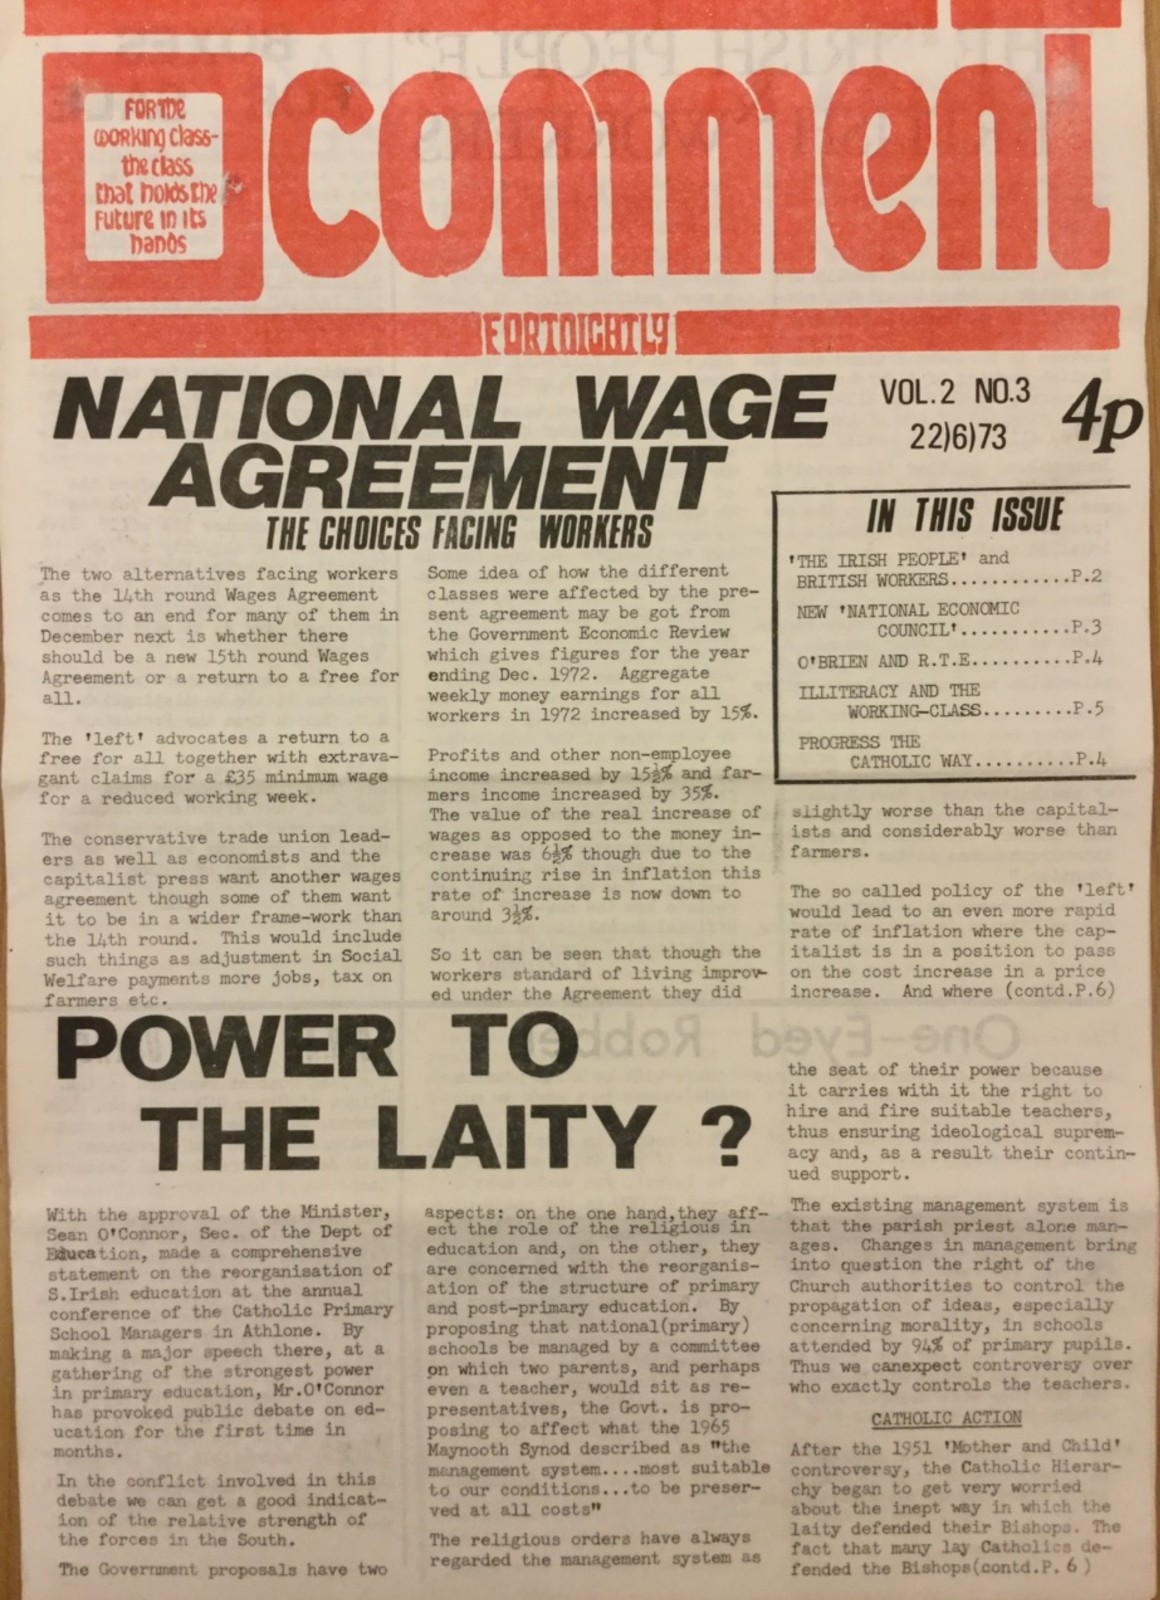 FOR THE
WORKING CLASS-
THE CLASS
THAT HOLDS THE
FUTURE IN ITS
HANDS
comment
FORTNIGHTLY
NATIONAL WAGE
AGREEMENT
THE CHOICES FACING WORKERS
VOL.2 NO.3
22)6)73
4p
IN THIS ISSUE
'THE IRISH PEOPLE' and
BRITISH WORKERS............P.2
NEW 'NATIONAL ECONOMIC
COUNCIL'...........P.3
O'BRIEN AND R.T.E..........P.4
ILLITERACY AND THE
WORKING-CLASS.........P.5
PROGRESS THE
CATHOLIC WAY..........P.4
The two alternatives facing workers
as the 14th round Wages Agreement
comes to an end for many of them in
December next is whether there
should be a new 15th round Wages
Agreement or a return to a free for
all.
The 'left' advocates a return to a
free for all together with extrava-
gant claims for a £35 minimum wage
for a reduced working week.
The conservative trade union lead-
ers as well as economists and the
capitalist press want another wages
agreement though some of them want
it to be in a wider frame-work than
the 14th round. This would include
such things as adjustment in Social
Welfare payments more jobs, tax on
farmers etc.
Some idea of how the different
classes were affected by the pre-
sent agreement may be got from
the Government Economic Review
which gives figures for the year
ending Dec. 1972. Aggregate
weekly money earnings for all
workers in 1972 increased by 15%.
Profits and other non-employee
income increased by 15½% and far-
mers income increased by 35%.
The value of the real increase of
wages as opposed to the money in-
crease was 6½% though due to the
continuing rise in inflation this
rate of increase is now down to
around 3½%.
So it can be seen that though the
workers standard of living improv-
ed under the Agreement they did
slightly worse than the capital-
ists and considerably worse than
farmers.
The so called policy of the 'left'
would lead to an even more rapid
rate of inflation where the cap-
italist is in a position to pass
on the cost increase in a price
increase. And where (contd.P.6)
POWER TO
THE LAITY ?
With the approval of the Minister,
Sean O'Connor, Sec. of the Dept of
Education, made a comprehensive
statement on the reorganisation of
S.Irish education at the annual
conference of the Catholic Primary
School Managers in Athlone. By
making a major speech there, at a
gathering of the strongest power
in primary education, Mr.O'Connor
has provoked public debate on ed-
ucation for the first time in
months.
In the conflict involved in this
debate we can get a good indicat-
ion of the relative strength of
the forces in the South.
The Government proposals have two
aspects: on the one hand,they aff-
ect the role of the religious in
education and, on the other, they
are concerned with the reorganis-
ation of the structure of primary
and post-primary education. By
proposing that national(primary)
schools be managed by a committee
on which two parents, and perhaps
even a teacher, would sit as re-
presentatives, the Govt. is pro-
posing to affect what the 1965
Maynooth Synod described as "the
management system....most suitable
to our conditions...to be preser-
ved at all costs"
The religious orders have always
regarded the management system as
the seat of their power because
it carries with it the right to
hire and fire suitable teachers,
thus ensuring ideological suprem-
acy and, as a result their contin-
ued support.
The existing management system is
that the parish priest alone man-
ages. Changes in management bring
into question the right of the
Church authorities to control the
propagation of ideas, especially
concerning morality, in schools
attended by 94% of primary pupils.
Thus we canexpect controversy over
who exactly controls the teachers.
CATHOLIC ACTION
After the 1951 'Mother and Child'
controversy, the Catholic Hierar-
chy began to get very worried
about the inept way in which the
laity defended their Bishops. The
fact that many lay Catholics de-
fended the Bishops(contd.P. 6 )